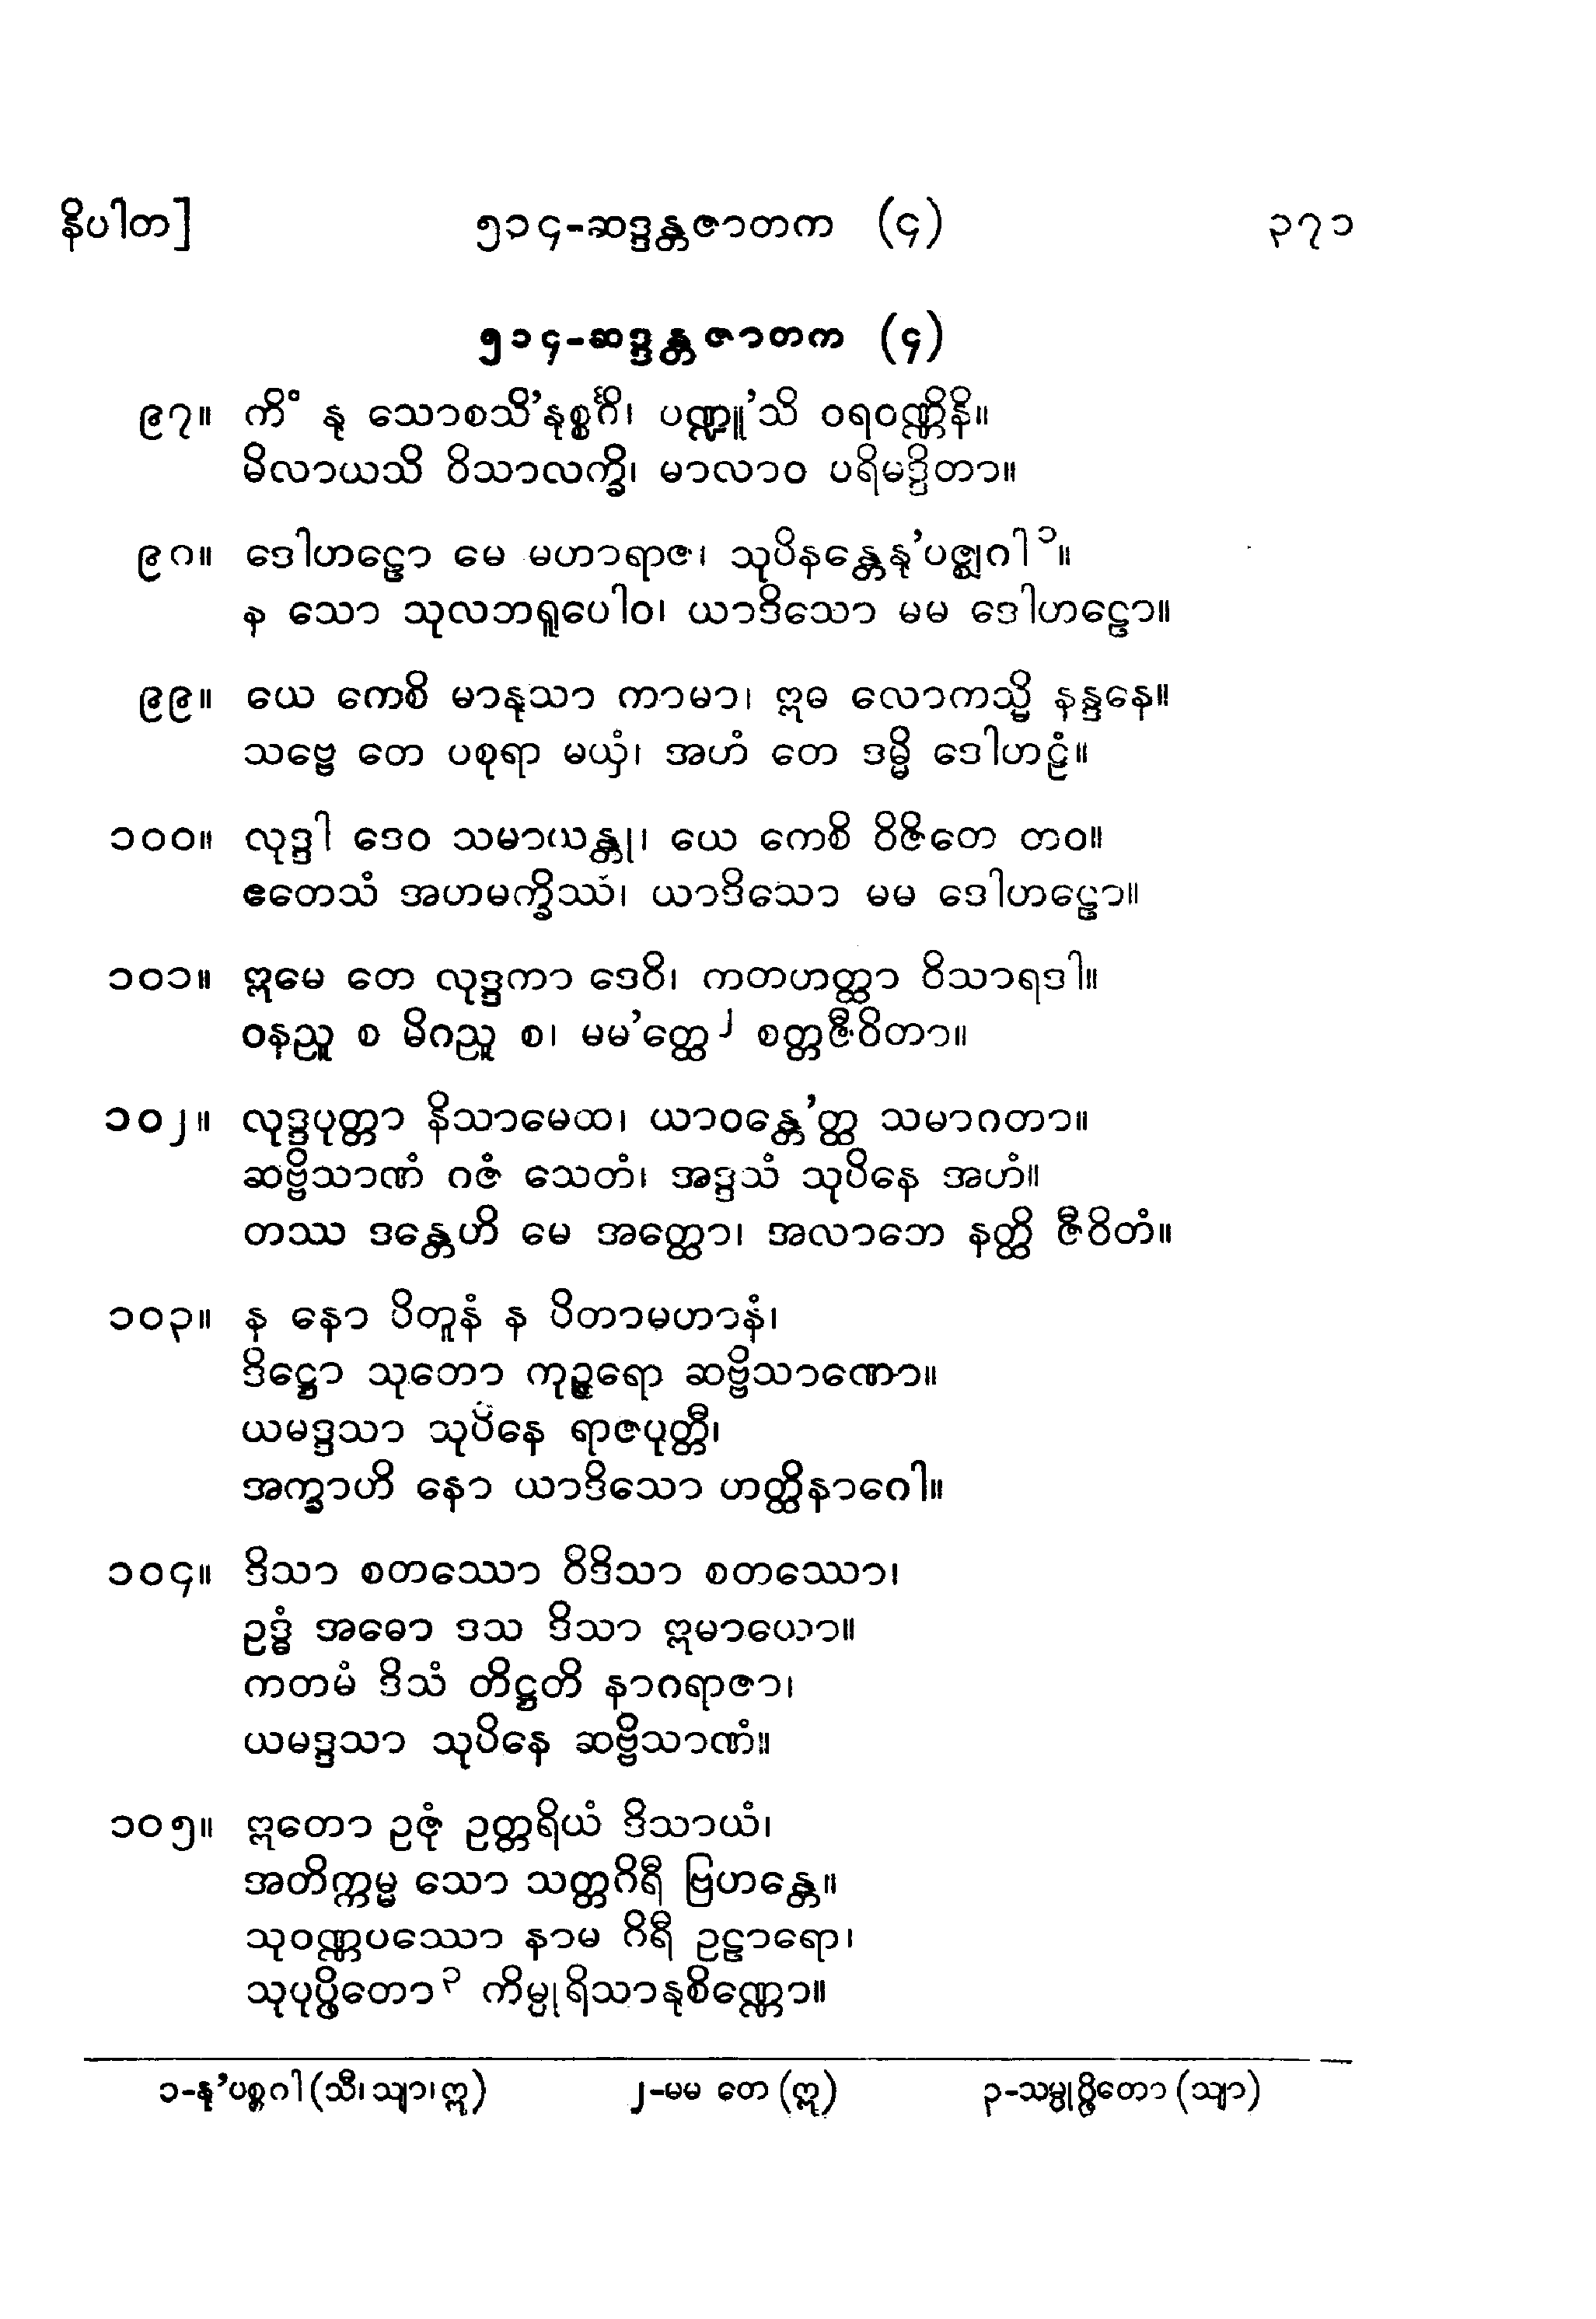 နိပါတ] ၅၁၄-ဆဒ္ဒန္တဇာတက (၄) ၃၇၁
၅၁၄-ဆဒ္ဒန္တဇာတက (၄)
၉၇။ ကိံ နု သောစသိ’နုစ္စင်္ဂိ၊ ပဏ္ဍူ’သိ ဝရဝဏ္ဏိနိ။
မိလာယသိ ဝိသာလက္ခိ၊ မာလာဝ ပရိမဒ္ဒိတာ။
၉၈။ ဒေါဟဠော မေ မဟာရာဇ၊ သုပိနန္တေနု’ပဇ္ဈဂါ၁။
န သော သုလဘရူပေါဝ၊ ယာဒိသော မမ ဒေါဟဠော။
၉၉။ ယေ ကေစိ မာနုသာ ကာမာ၊ ဣဓ လောကသ္မိ နန္ဒနေ။
သဗ္ဗေ တေ ပစုရာ မယှံ၊ အဟံ တေ ဒမ္မိ ဒေါဟဠံ။
၁၀၀။ လုဒ္ဒါ ဒေဝ သမာယန္တု၊ ယေ ကေစိ ဝိဇိတေ တဝ။
ဧတေသံ အဟမက္ခိဿံ၊ ယာဒိသော မမ ဒေါဟဠော။
၁၀၁။ ဣမေ တေ လုဒ္ဒကာ ဒေဝိ၊ ကတဟတ္ထာ ဝိသာရဒါ။
ဝနညူ စ မိဂညူ စ၊ မမ’တ္ထေ၂ စတ္တဇီဝိတာ။
၁၀၂။ လုဒ္ဒပုတ္တာ နိသာမေထ၊ ယာဝန္တေ’တ္ထ သမာဂတာ။
ဆဗ္ဗိသာဏံ ဂဇံ သေတံ၊ အဒ္ဒသံ သုပိနေ အဟံ။
တဿ ဒန္တေဟိ မေ အတ္ထော၊ အလာဘေ နတ္ထိ ဇီဝိတံ။
၁၀၃။ န နော ပိတူနံ န ပိတာမဟာနံ၊
ဒိဋ္ဌော သုတော ကုဉ္ဇရော ဆဗ္ဗိသာဏော။
ယမဒ္ဒသာ သုပိနေ ရာဇပုတ္တီ၊
အက္ခာဟိ နော ယာဒိသော ဟတ္ထိနာဂေါ။
၁၀၄။ ဒိသာ စတဿော ဝိဒိသာ စတဿော၊
ဥဒ္ဓံ အဓော ဒသ ဒိသာ ဣမာယော။
ကတမံ ဒိသံ တိဋ္ဌတိ နာဂရာဇာ၊
ယမဒ္ဒသာ သုပိနေ ဆဗ္ဗိသာဏံ။
၁၀၅။ ဣတော ဥဇုံ ဥတ္တရိယံ ဒိသာယံ၊
အတိက္ကမ္မ သော သတ္တဂိရီ ဗြဟန္တေ။
သုဝဏ္ဏပဿော နာမ ဂိရီ ဥဠာရော၊
သုပုပ္ဖိတော၃ ကိမ္ပုရိသာနုစိဏ္ဏော။
၁-နု’ပစ္စဂါ (သီ၊ သျာ၊ ဣ) ၂-မမ တေ (ဣ) ၃-သမ္ပုပ္ဖိတော (သျာ)